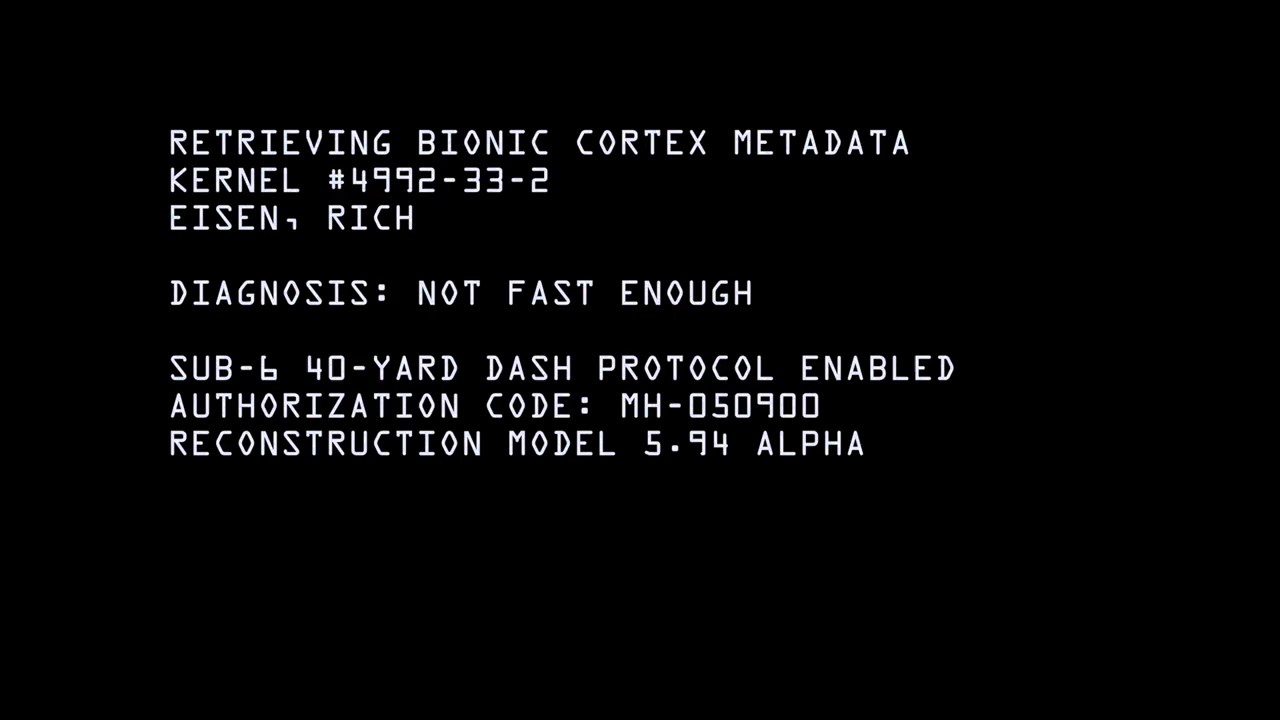 RETRIEVING BIONIC CORTEX METADATA
KERNEL #4992-33-2
EISEN, RICH
DIAGNOSIS: NOT FAST ENOUGH
SUB-6 40-YARD DASH PROTOCOL ENABLED
AUTHORIZATION CODE: MH-050900
RECONSTRUCTION MODEL 5.94 ALPHA